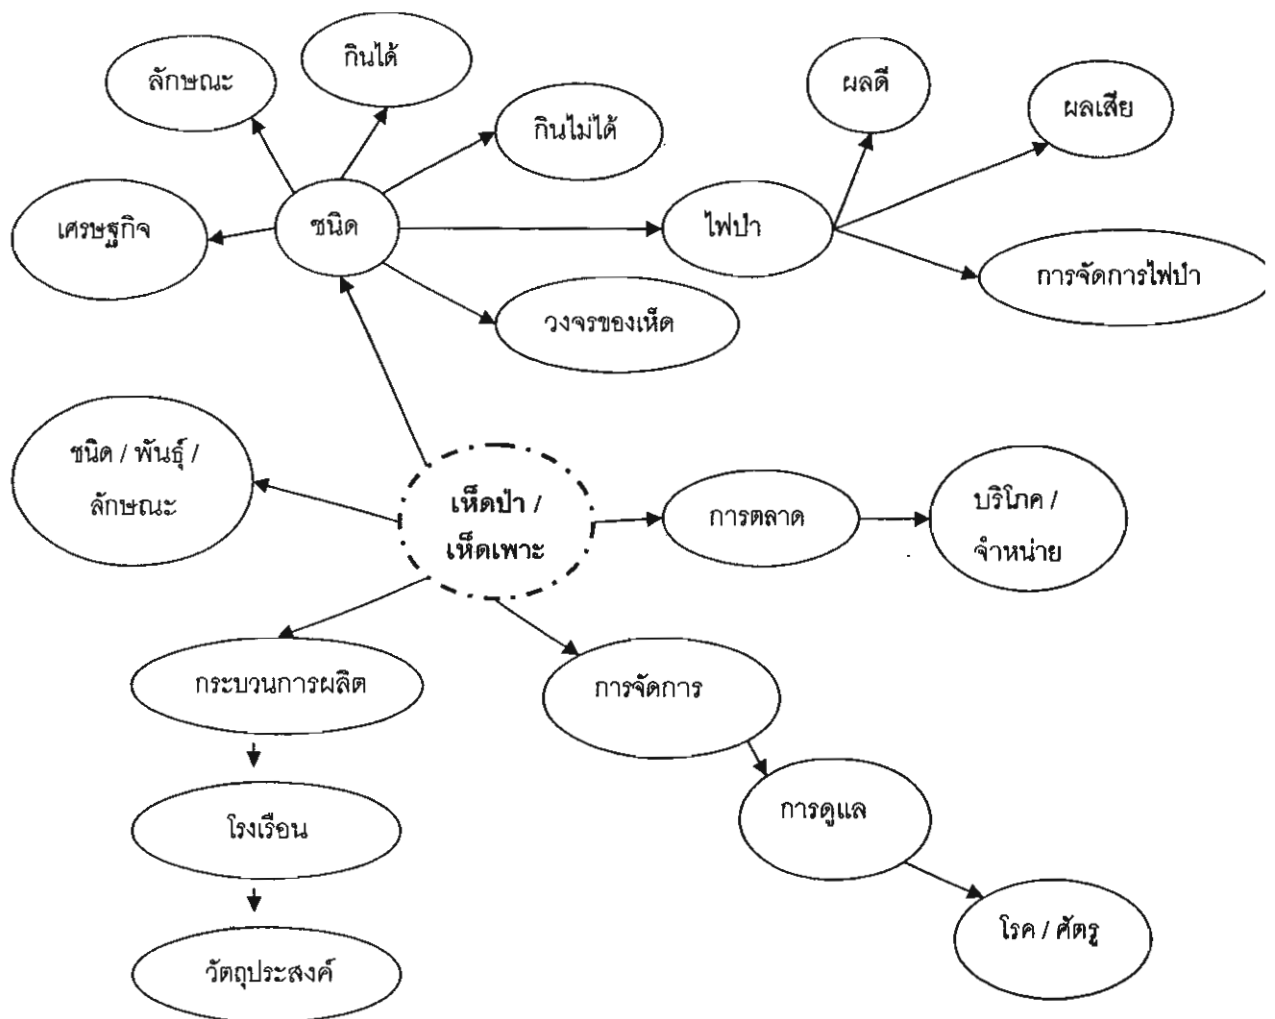 กินได้
ลักษณะ
ผลดี
ผลเสีย
กินไม่ได้
เศรษฐกิจ
ชนิด
ไฟป่า
การจัดการไฟป่า
วงจรของเห็ด
ชนิด / พันธุ์ /
ลักษณะ
เห็ดป่า /
เห็ดเพาะ
การตลาด
บริโภค /
จำหน่าย
กระบวนการผลิต
การจัดการ
การดูแล
โรงเรือน
โรค / ศัตรู
วัตถุประสงค์